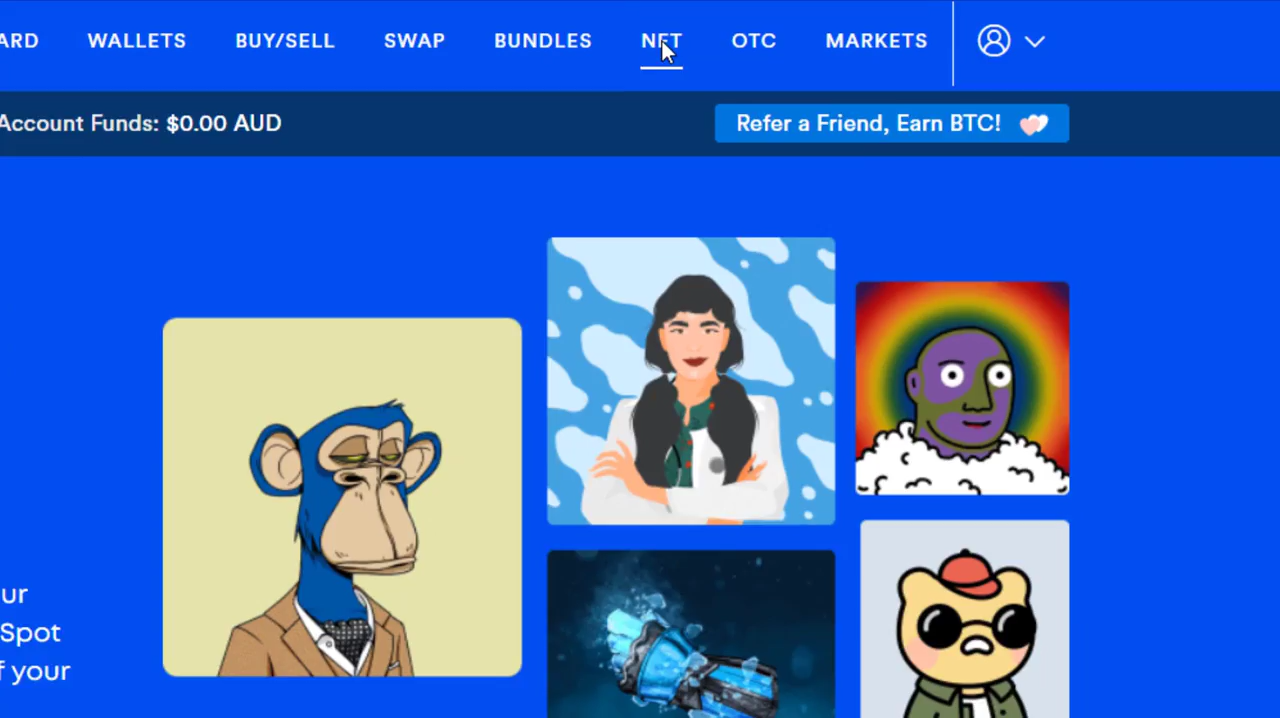 ARD WALLETS BUY/SELL SWAP BUNDLES NFT OTC MARKETS
Account Funds: $0.00 AUD Refer a Friend, Earn BTC!
ur
Spot
f your